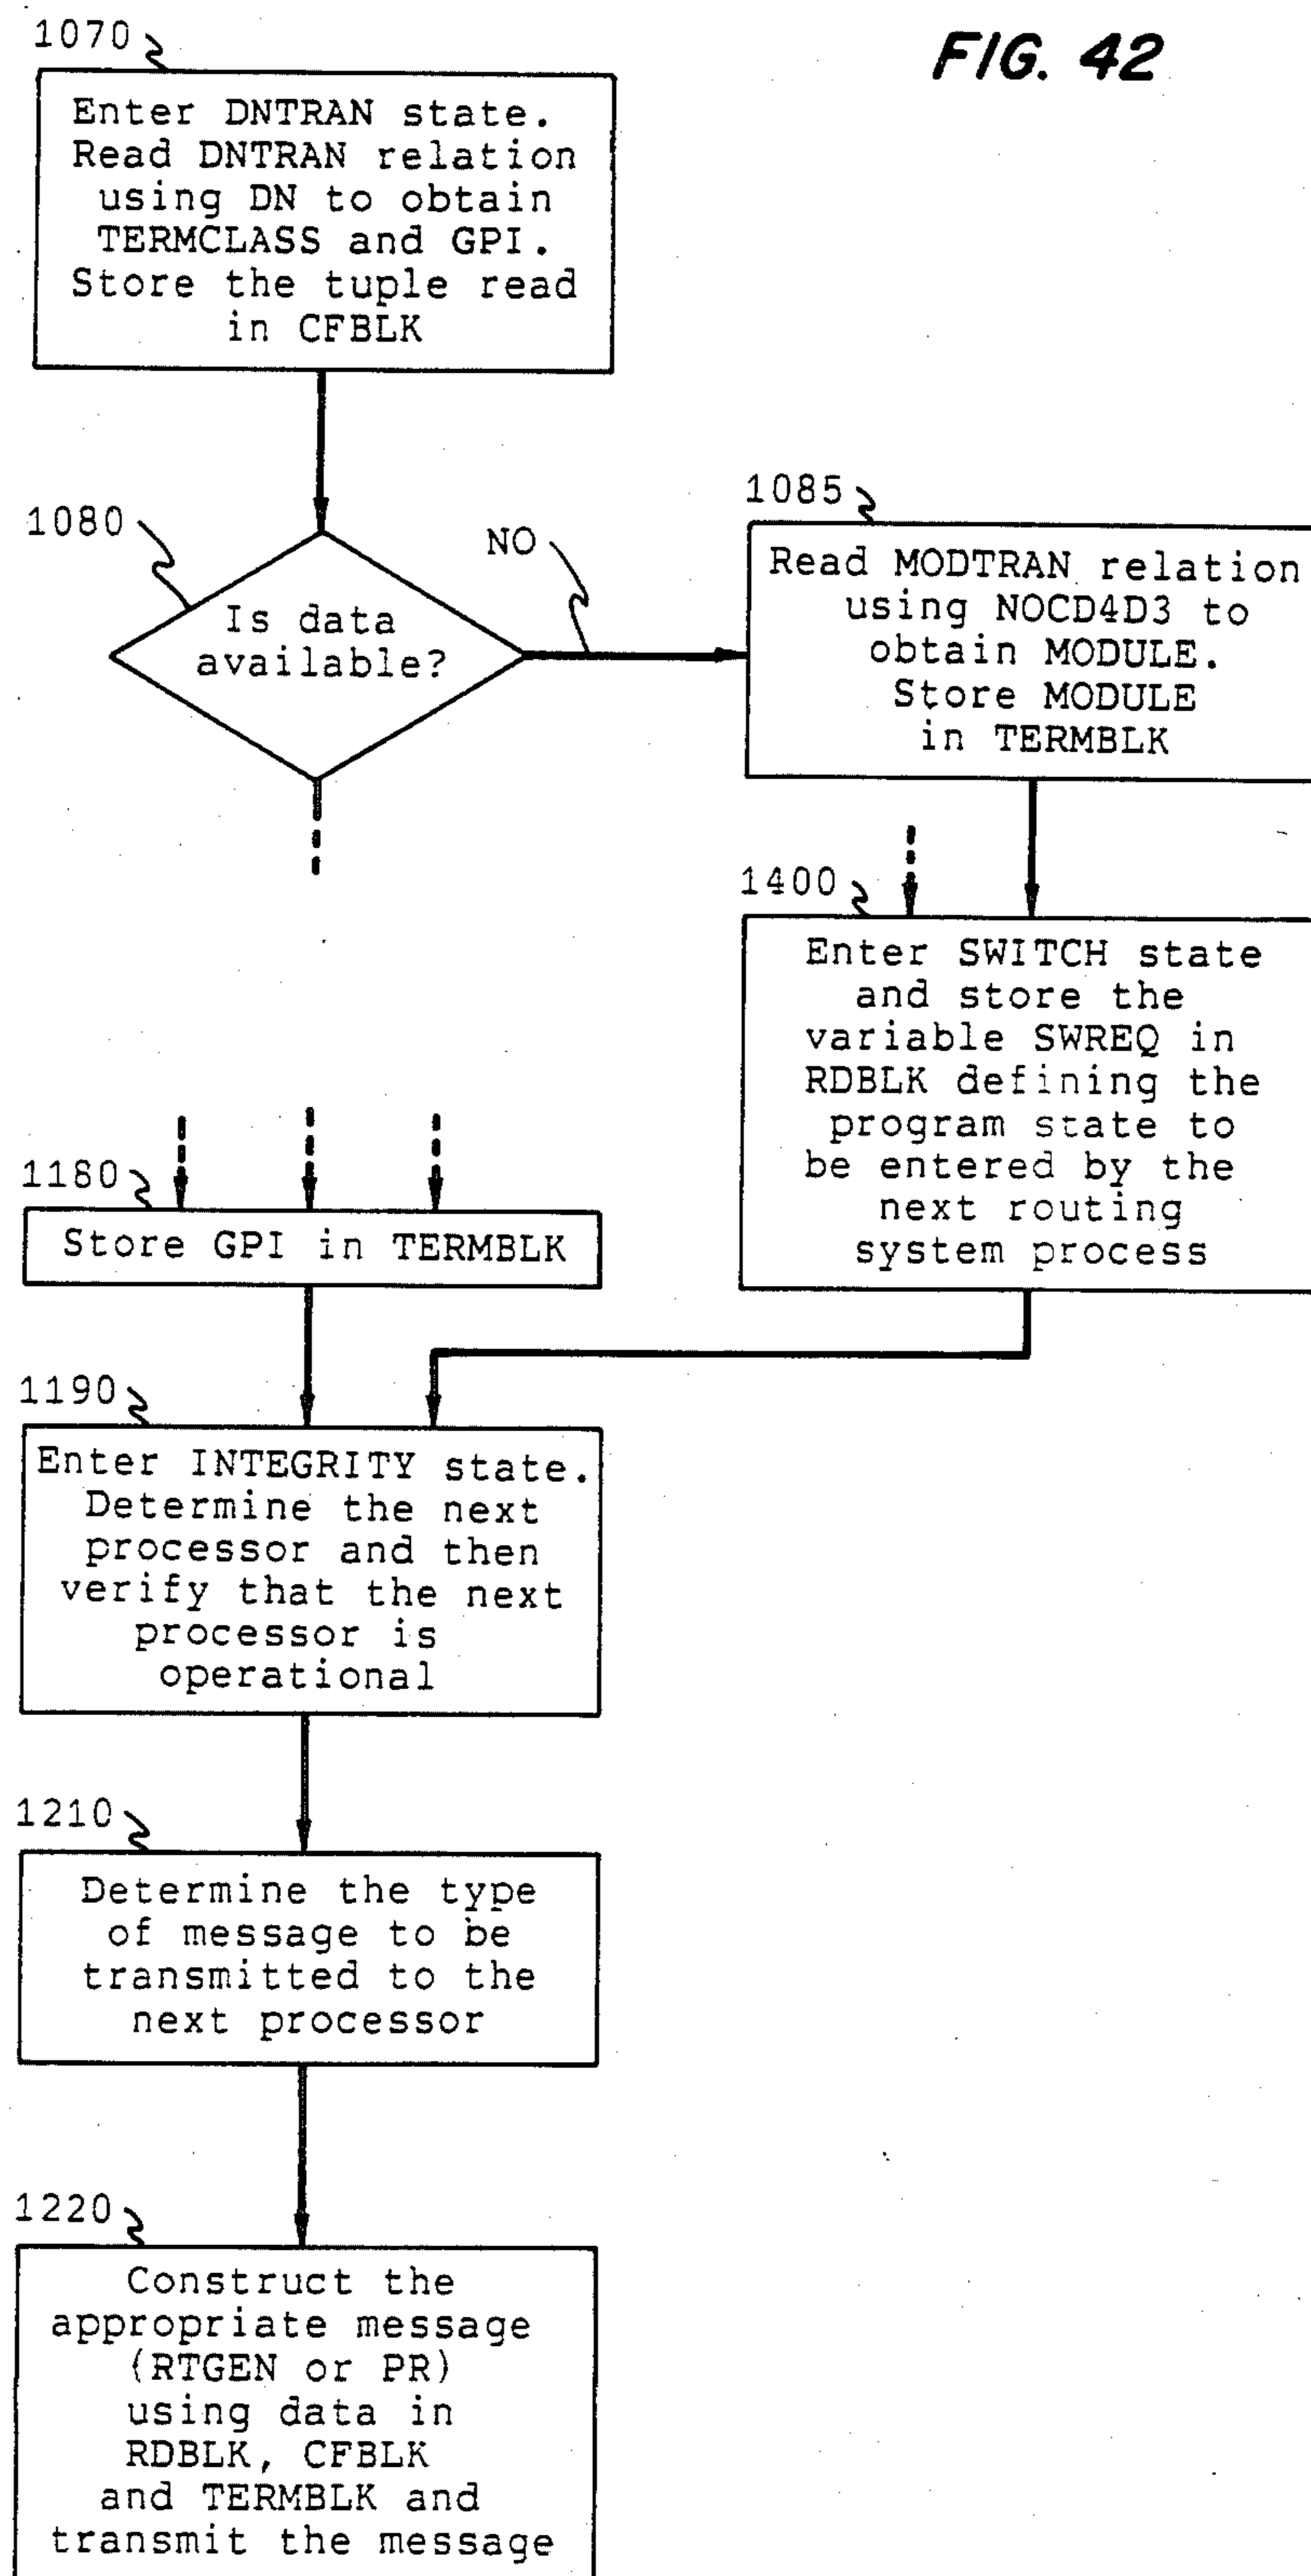 FIG. 42
1070
Enter DNTRAN state.
Read DNTRAN relation
using DN to obtain
TERMCLASS and GPI.
Store the tuple read
in CFBLK
1080
Is data
available?
NO
1085
Read MODTRAN relation
using NOCD4D3 to
obtain MODULE.
Store MODULE
in TERMBLK
1400
Enter SWITCH state
and store the
variable SWREQ in
RDBLK defining the
program state to
be entered by the
next routing
system process
1180
Store GPI in TERMBLK
1190
Enter INTEGRITY state.
Determine the next
processor and then
verify that the next
processor is
operational
1210
Determine the type
of message to be
transmitted to the
next processor
1220
Construct the
appropriate message
(RTGEN or PR)
using data in
RDBLK, CFBLK
and TERMBLK and
transmit the message